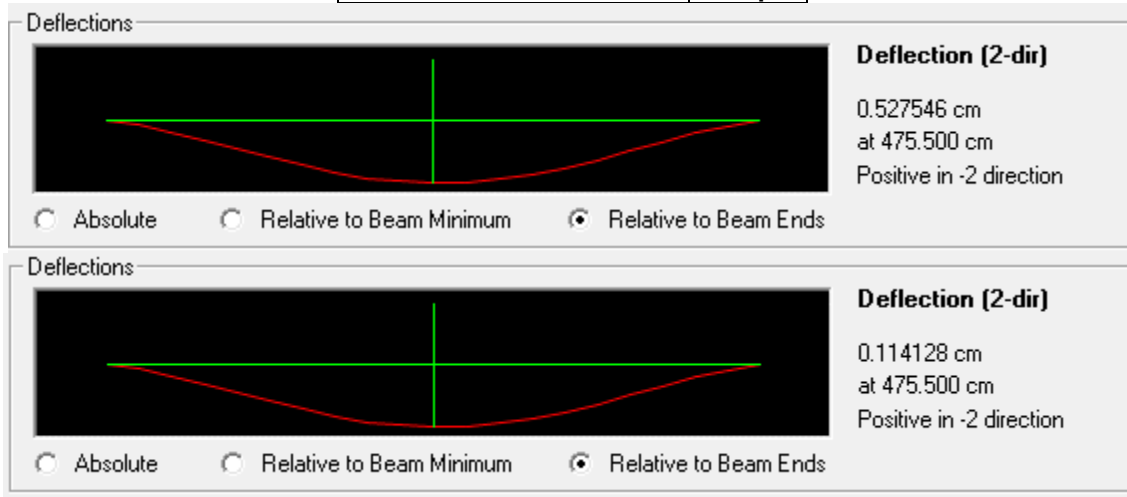 Deflections
Deflection (2-dir)
0.527546 cm
at 475.500 cm
Positive in -2 direction
Absolute Relative to Beam Minimum Relative to Beam Ends
Deflections
Deflection (2-dir)
0.114128 cm
at 475.500 cm
Positive in -2 direction
Absolute Relative to Beam Minimum Relative to Beam Ends